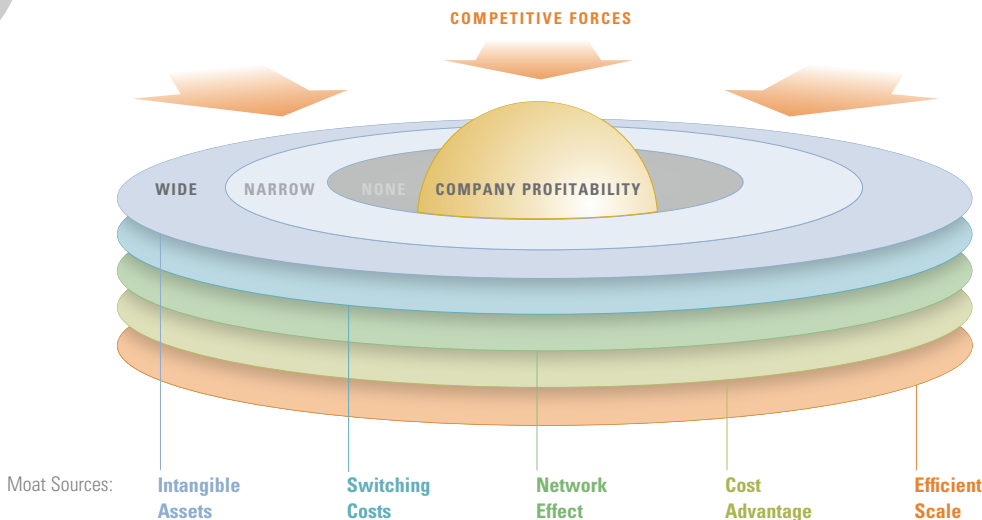 COMPETITIVE FORCES
WIDE NARROW NONE COMPANY PROFITABILITY
Moat Sources: Intangible Switching Network Cost Efficient
Assets Costs Effect Advantage Scale